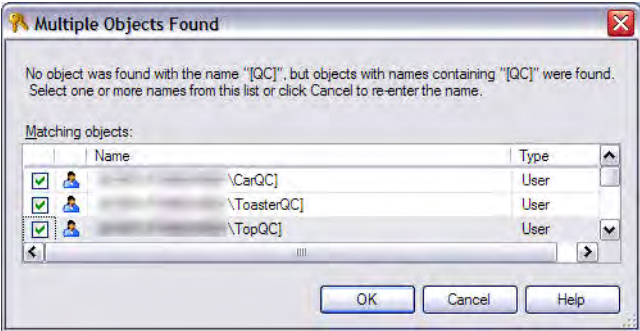 Multiple Objects Found
No object was found with the name "[QC]", but objects with names containing "[QC]" were found.
Select one or more names from this list or click Cancel to re-enter the name.
Matching objects:
Name Type
\CarQC] User
\ToasterQC] User
\TopQC] User
OK Cancel Help